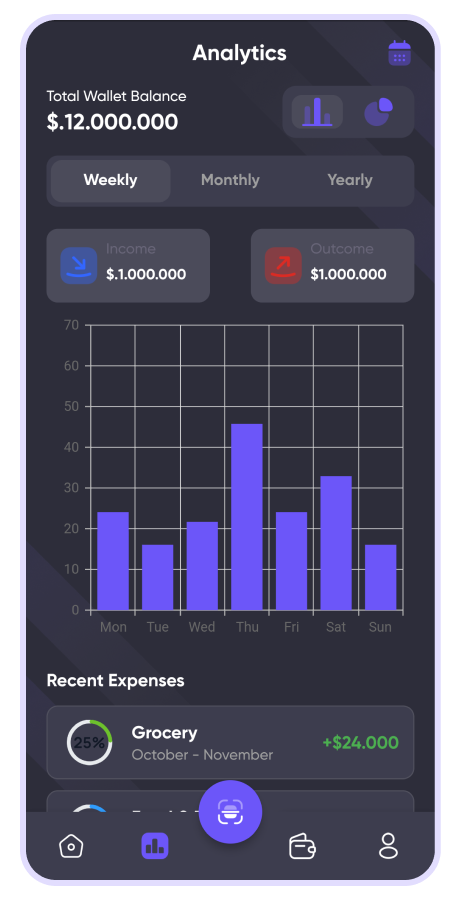 Analytics
Total Wallet Balance
$.12.000.000
Weekly Monthly Yearly
Income
$.1.000.000
Outcome
$1.000.000
70
60
50
40
30
20
10
0
Mon Tue Wed Thu Fri Sat Sun
Recent Expenses
25%
Grocery
October - November
+$24.000